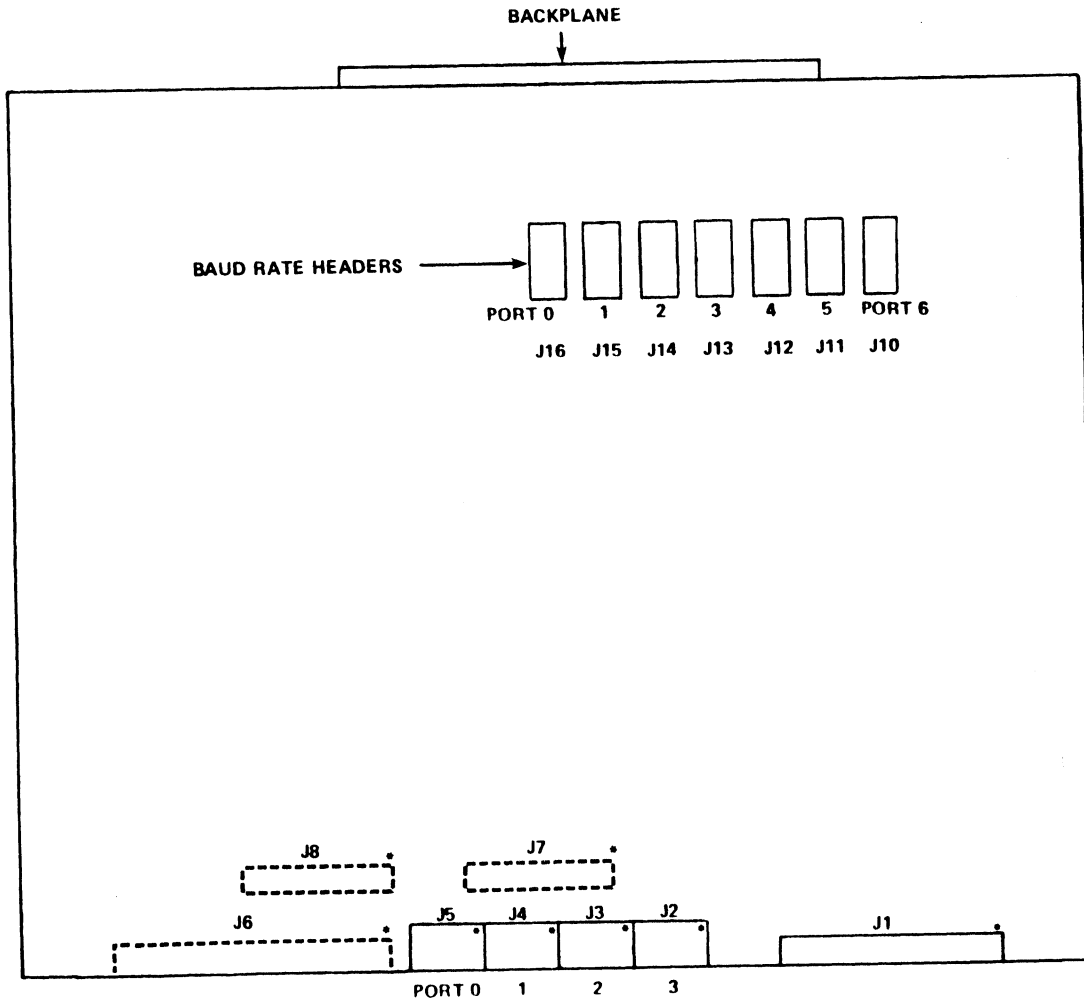 BACKPLANE
BAUD RATE HEADERS
PORT 0 1 2 3 4 5 PORT 6
J16 J15 J14 J13 J12 J11 J10
J8 * J7 *
J6 * J5 J4 J3 J2 J1 *
PORT 0 1 2 3